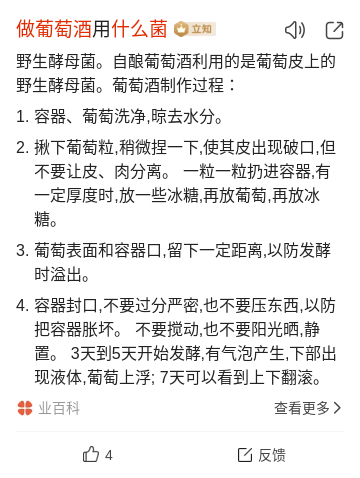 做葡萄酒用什么菌 立知
野生酵母菌。自酿葡萄酒利用的是葡萄皮上的
野生酵母菌。葡萄酒制作过程：
1. 容器、葡萄洗净,晾去水分。
2. 揪下葡萄粒,稍微捏一下,使其皮出现破口,但
不要让皮、肉分离。 一粒一粒扔进容器,有
一定厚度时,放一些冰糖,再放葡萄,再放冰
糖。
3. 葡萄表面和容器口,留下一定距离,以防发酵
时溢出。
4. 容器封口,不要过分严密,也不要压东西,以防
把容器胀坏。 不要搅动,也不要阳光晒,静
置。 3天到5天开始发酵,有气泡产生,下部出
现液体,葡萄上浮; 7天可以看到上下翻滚。
业百科 查看更多
4 反馈